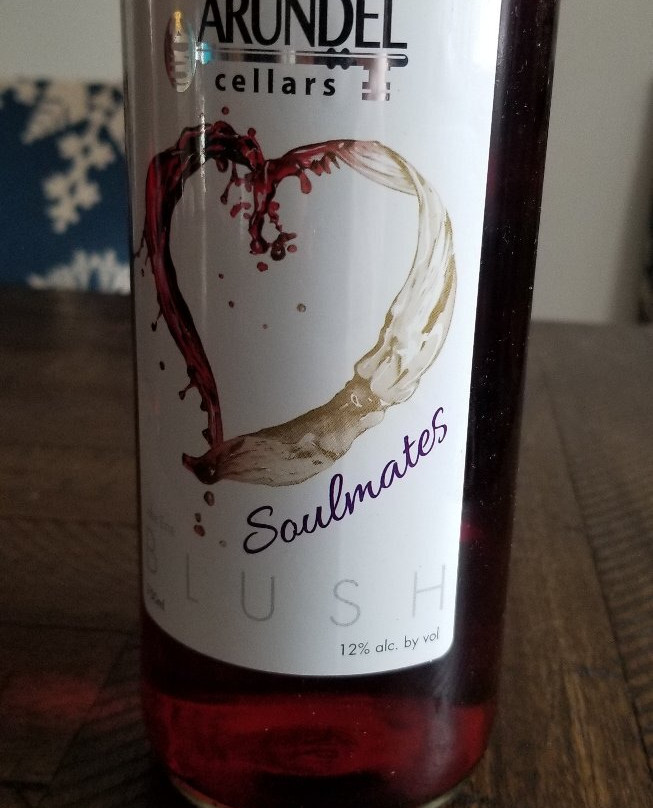 ARUNDEL
cellars
Soulmates
BLUSH
12% alc. by vol